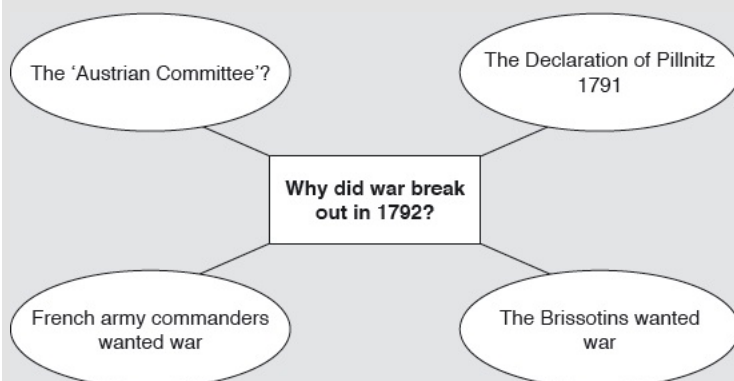 The ‘Austrian Committee’?
The Declaration of Pillnitz
1791
Why did war break
out in 1792?
French army commanders
wanted war
The Brissotins wanted
war